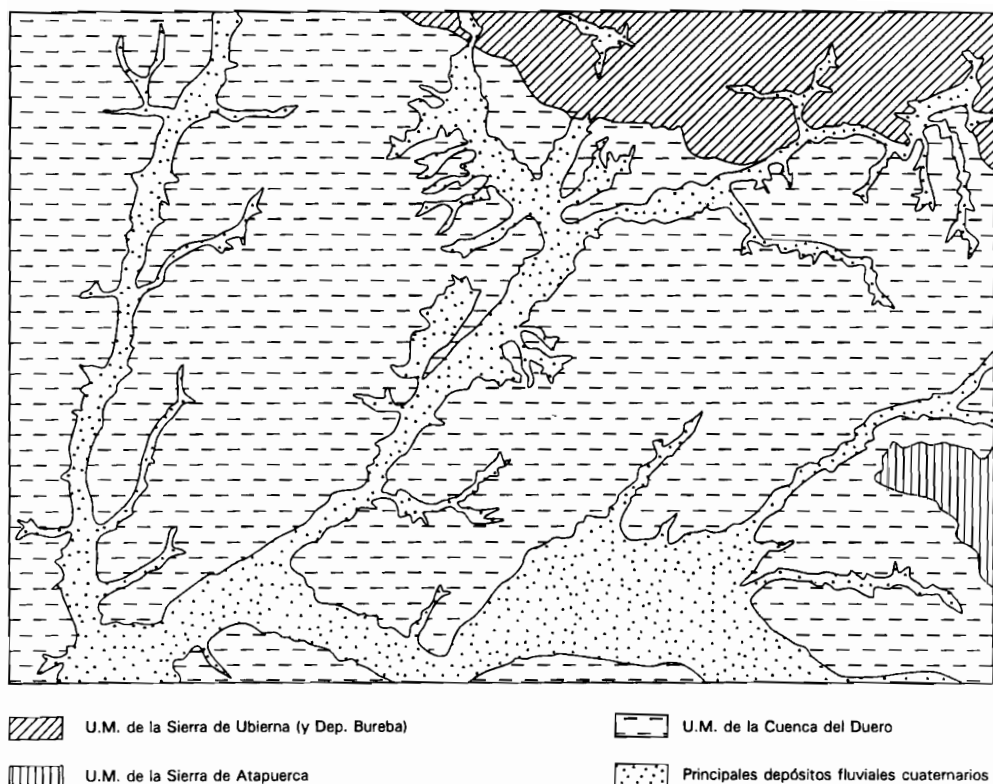 U.M. de la Sierra de Ubierna (y Dep. Bureba)
U.M. de la Cuenca del Duero
U.M. de la Sierra de Atapuerca
Principales depósitos fluviales cuaternarios